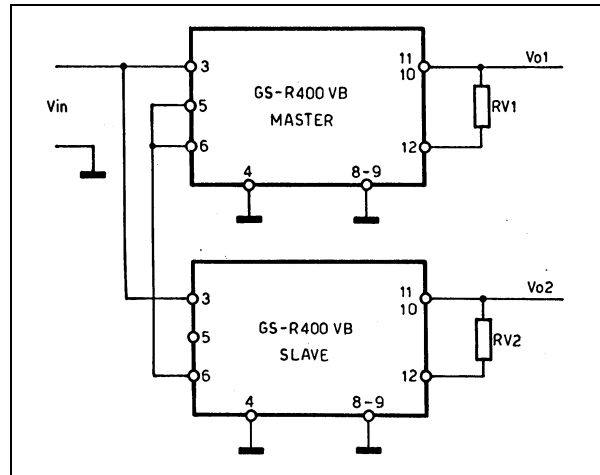 3
5
6
Vin
GS-R400 VB
MASTER
11
10
12
4
8-9
Vo1
RV1
3
5
6
GS-R400 VB
SLAVE
11
10
12
4
8-9
Vo2
RV2